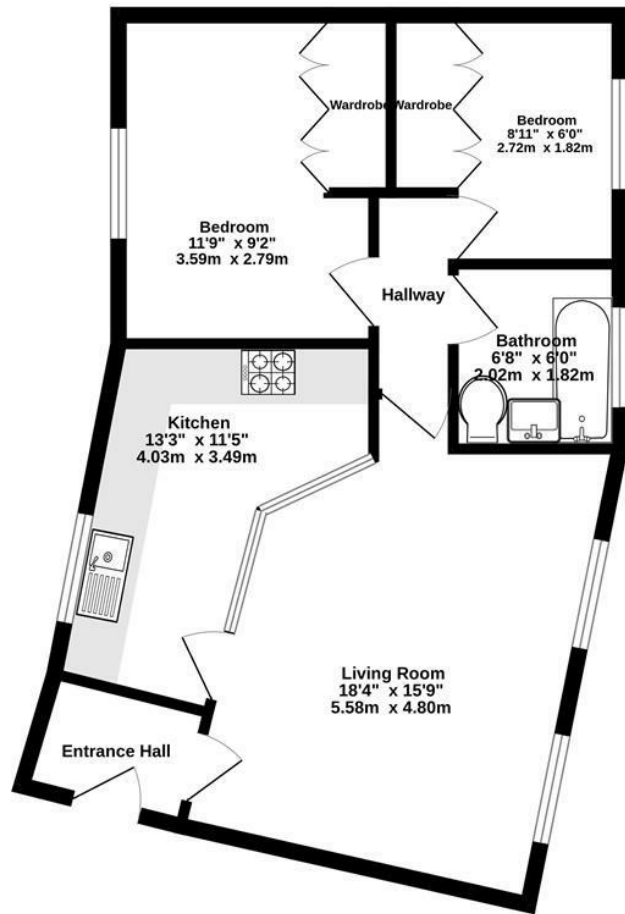 Wardrobe
Wardrobe
Bedroom
8'11" x 6'0"
2.72m x 1.82m
Bedroom
11'9" x 9'2"
3.59m x 2.79m
Hallway
Bathroom
6'8" x 6'0"
2.02m x 1.82m
Kitchen
13'3" x 11'5"
4.03m x 3.49m
Living Room
18'4" x 15'9"
5.58m x 4.80m
Entrance Hall